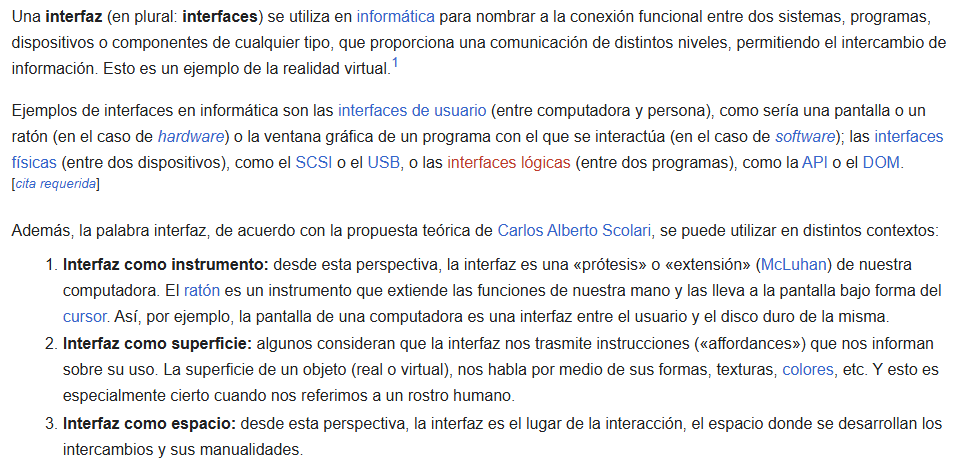 Una interfaz (en plural: interfaces) se utiliza en informática para nombrar a la conexión funcional entre dos sistemas, programas,
dispositivos o componentes de cualquier tipo, que proporciona una comunicación de distintos niveles, permitiendo el intercambio de
información. Esto es un ejemplo de la realidad virtual.1
Ejemplos de interfaces en informática son las interfaces de usuario (entre computadora y persona), como sería una pantalla o un
ratón (en el caso de hardware) o la ventana gráfica de un programa con el que se interactúa (en el caso de software); las interfaces
físicas (entre dos dispositivos), como el SCSI o el USB, o las interfaces lógicas (entre dos programas), como la API o el DOM.
[cita requerida]
Además, la palabra interfaz, de acuerdo con la propuesta teórica de Carlos Alberto Scolari, se puede utilizar en distintos contextos:
1. Interfaz como instrumento: desde esta perspectiva, la interfaz es una «prótesis» o «extensión» (McLuhan) de nuestra
computadora. El ratón es un instrumento que extiende las funciones de nuestra mano y las lleva a la pantalla bajo forma del
cursor. Así, por ejemplo, la pantalla de una computadora es una interfaz entre el usuario y el disco duro de la misma.
2. Interfaz como superficie: algunos consideran que la interfaz nos trasmite instrucciones («affordances») que nos informan
sobre su uso. La superficie de un objeto (real o virtual), nos habla por medio de sus formas, texturas, colores, etc. Y esto es
especialmente cierto cuando nos referimos a un rostro humano.
3. Interfaz como espacio: desde esta perspectiva, la interfaz es el lugar de la interacción, el espacio donde se desarrollan los
intercambios y sus manualidades.